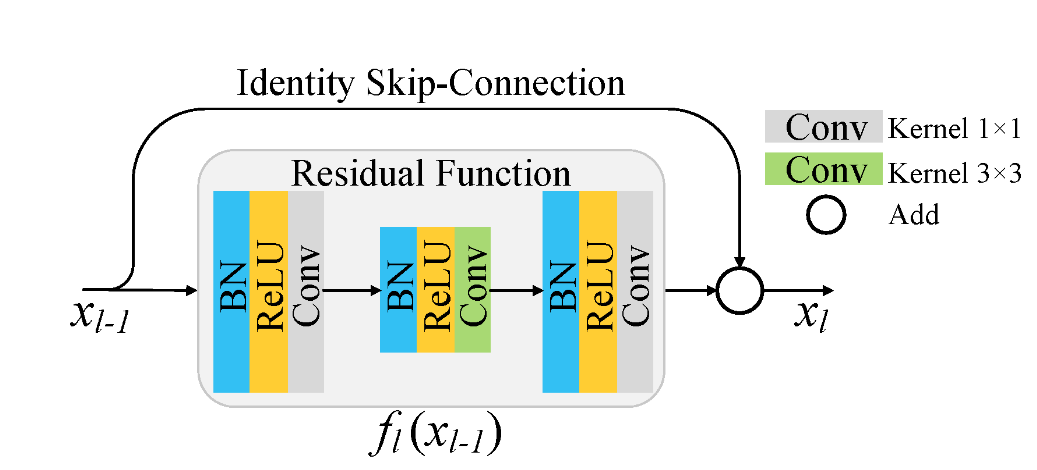 Identity Skip-Connection
Conv Kernel 1×1
Conv Kernel 3×3
Add
Residual Function
BN
ReLU
Conv
BN
ReLU
Conv
BN
ReLU
Conv
x_{l-1}
x_l
f_l(x_{l-1})